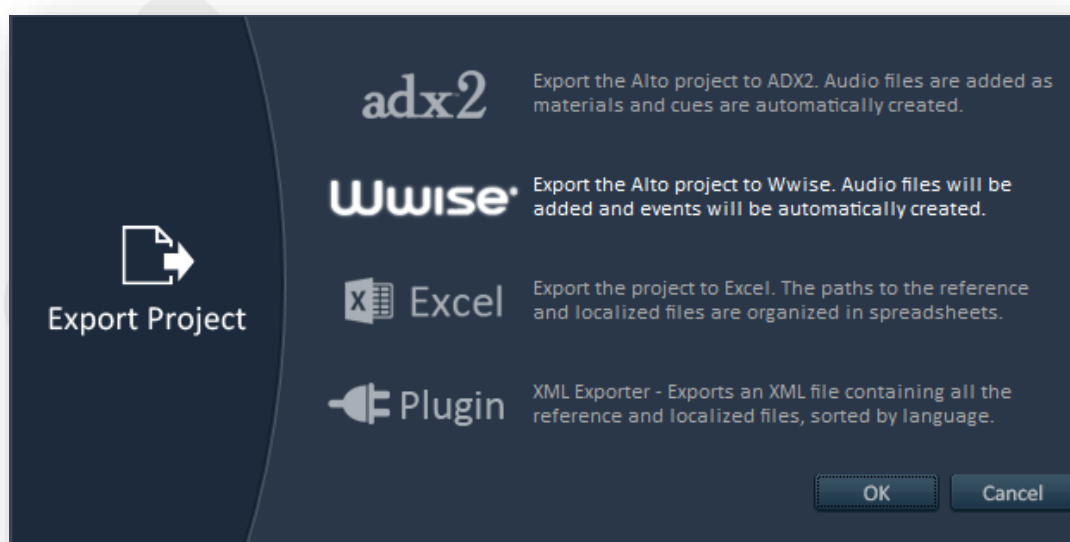 adx2
Export the Alto project to ADX2. Audio files are added as
materials and cues are automatically created.
Wwise
Export the Alto project to Wwise. Audio files will be
added and events will be automatically created.
Export Project
X Excel
Export the project to Excel. The paths to the reference
and localized files are organized in spreadsheets.
Plugin
XML Exporter - Exports an XML file containing all the
reference and localized files, sorted by language.
OK
Cancel